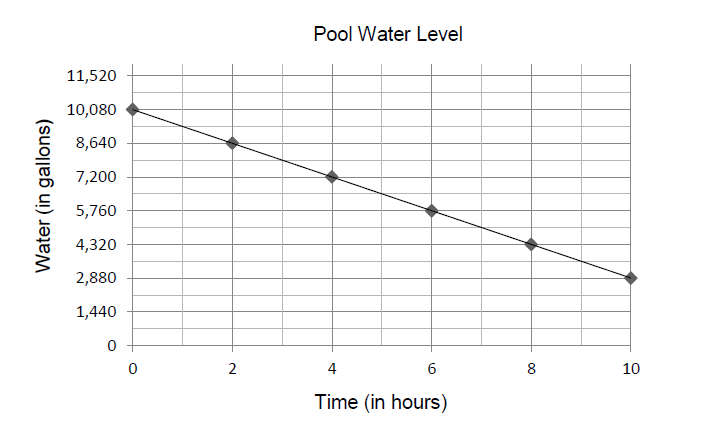 Pool Water Level
Water (in gallons)
11,520
10,080
8,640
7,200
5,760
4,320
2,880
1,440
0
0 2 4 6 8 10
Time (in hours)